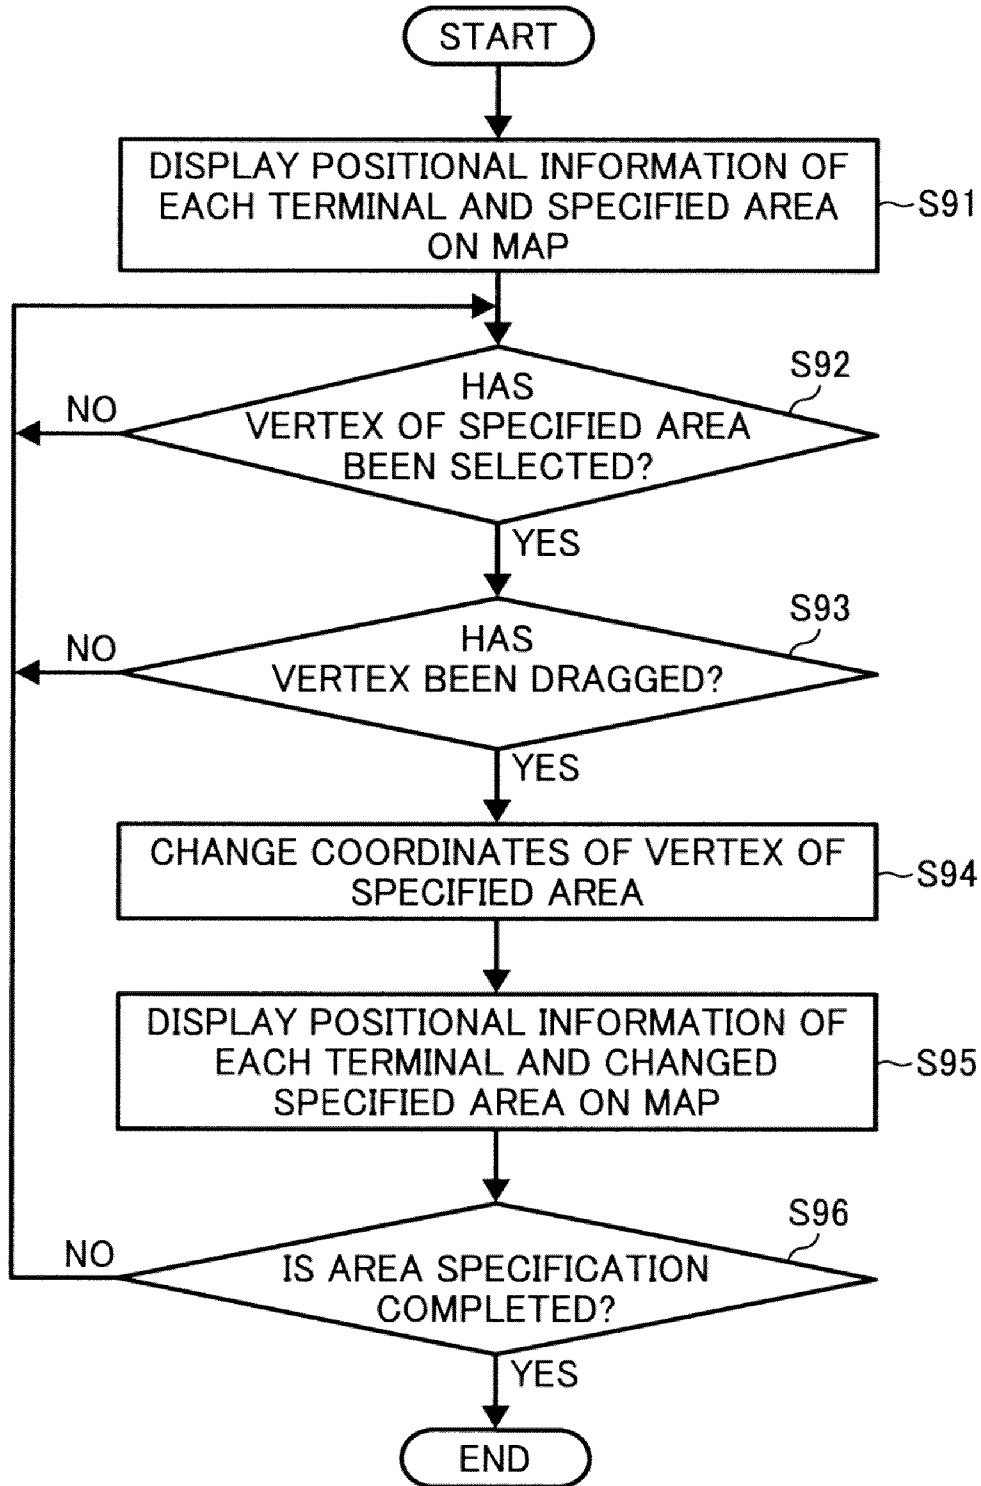 START
DISPLAY POSITIONAL INFORMATION OF
EACH TERMINAL AND SPECIFIED AREA
ON MAP
S91
S92
HAS
VERTEX OF SPECIFIED AREA
BEEN SELECTED?
NO
YES
S93
HAS
VERTEX BEEN DRAGGED?
NO
YES
CHANGE COORDINATES OF VERTEX OF
SPECIFIED AREA
S94
DISPLAY POSITIONAL INFORMATION OF
EACH TERMINAL AND CHANGED
SPECIFIED AREA ON MAP
S95
S96
IS AREA SPECIFICATION
COMPLETED?
NO
YES
END